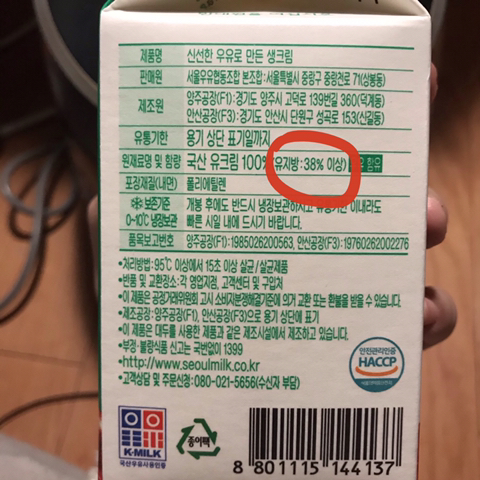 제품명 신선한 우유로 만든 생크림
판매원 서울우유협동조합 본조합:서울특별시 중랑구 중랑천로 71(상봉동)
제조원 양주공장(F1):경기도 양주시 고덕로 139번길 360(덕계동)
안산공장(F3):경기도 안산시 단원구 성곡로 153(신길동)
유통기한 용기 상단 표기일까지
원재료명 및 함량 국산 유크림 100%(유지방:38% 이상) 함유
포장재질(내면) 폴리에틸렌
보존기준 개봉 후에도 반드시 냉장보관하시고 유통기한 이내라도
0~10℃ 냉장보관 빠른 시일 내에 드시기 바랍니다.
품목보고번호 양주공장(F1):1985026200563, 안산공장(F3):19760262002276
•처리방법:95℃ 이상에서 15초 이상 살균/살균제품
•반품 및 교환장소:각 영업지점, 고객센터 및 구입처
•이 제품은 공정거래위원회 고시 소비자분쟁해결기준에 의거 교환 또는 환불을 받을 수 있습니다.
•제조공장:양주공장(F1), 안산공장(F3)으로 용기 상단에 표기
•이 제품은 대두를 사용한 제품과 같은 제조시설에서 제조하고 있습니다.
•부정·불량식품 신고는 국번없이 1399
•http://www.seoulmilk.co.kr
•고객상담 및 주문신청:080-021-5656(수신자 부담)
안전관리인증
HACCP
K-MILK
국산우유사용인증
종이팩
8 801115 144137